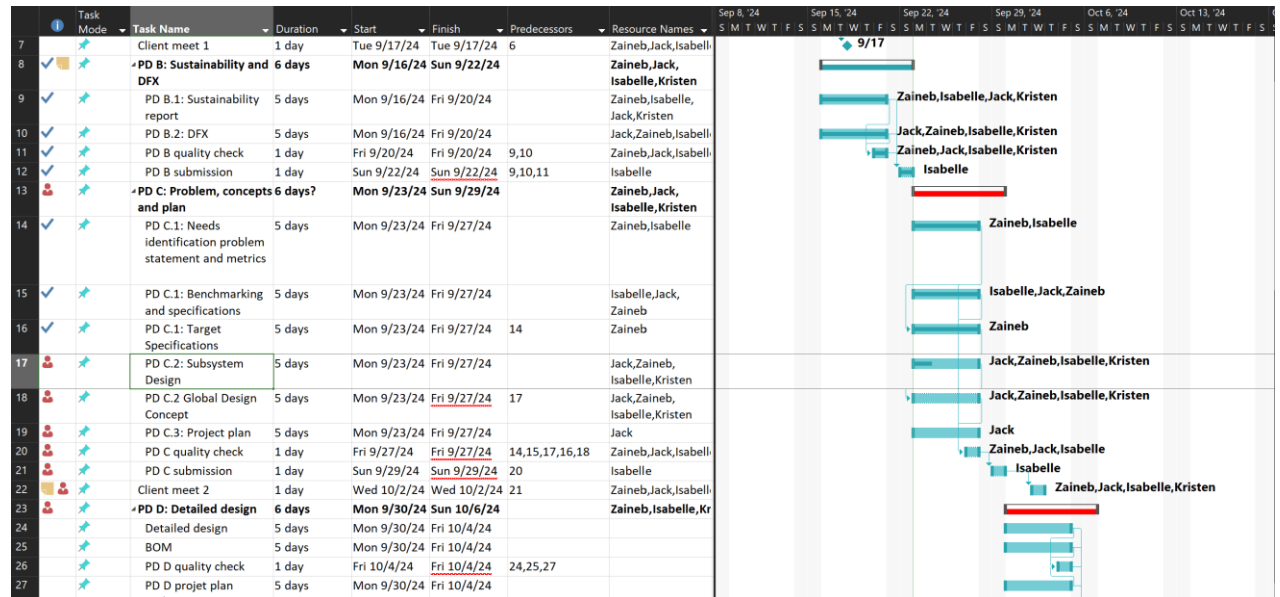 Task Mode Task Name Duration Start Finish Predecessors Resource Names
Sep 8, '24 Sep 15, '24 Sep 22, '24 Sep 29, '24 Oct 6, '24 Oct 13, '24
S M T W T F S S M T W T F S S M T W T F S S M T W T F S S M T W T F S S M T W T F S
7 Client meet 1 1 day Tue 9/17/24 Tue 9/17/24 6 Zaineb,Jack,Isabell 9/17
8 PD B: Sustainability and 6 days Mon 9/16/24 Sun 9/22/24 Zaineb,Jack,
DFX Isabelle,Kristen
9 PD B.1: Sustainability 5 days Mon 9/16/24 Fri 9/20/24 Zaineb,Isabelle, Zaineb,Isabelle,Jack,Kristen
report Jack,Kristen
10 PD B.2: DFX 5 days Mon 9/16/24 Fri 9/20/24 Jack,Zaineb,Isabell Jack,Zaineb,Isabelle,Kristen
11 PD B quality check 1 day Fri 9/20/24 Fri 9/20/24 9,10 Zaineb,Jack,Isabell Zaineb,Jack,Isabelle,Kristen
12 PD B submission 1 day Sun 9/22/24 Sun 9/22/24 9,10,11 Isabelle Isabelle
13 PD C: Problem, concepts 6 days? Mon 9/23/24 Sun 9/29/24 Zaineb,Jack,
and plan Isabelle,Kristen
14 PD C.1: Needs 5 days Mon 9/23/24 Fri 9/27/24 Zaineb,Isabelle Zaineb,Isabelle
identification problem
statement and metrics
15 PD C.1: Benchmarking 5 days Mon 9/23/24 Fri 9/27/24 Isabelle,Jack, Isabelle,Jack,Zaineb
and specifications Zaineb
16 PD C.1: Target 5 days Mon 9/23/24 Fri 9/27/24 14 Zaineb Zaineb
Specifications
17 PD C.2: Subsystem 5 days Mon 9/23/24 Fri 9/27/24 Jack,Zaineb, Jack,Zaineb,Isabelle,Kristen
Design Isabelle,Kristen
18 PD C.2 Global Design 5 days Mon 9/23/24 Fri 9/27/24 17 Jack,Zaineb, Jack,Zaineb,Isabelle,Kristen
Concept Isabelle,Kristen
19 PD C.3: Project plan 5 days Mon 9/23/24 Fri 9/27/24 Jack Jack
20 PD C quality check 1 day Fri 9/27/24 Fri 9/27/24 14,15,17,16,18 Zaineb,Jack,Isabell Zaineb,Jack,Isabelle
21 PD C submission 1 day Sun 9/29/24 Sun 9/29/24 20 Isabelle Isabelle
22 Client meet 2 1 day Wed 10/2/24 Wed 10/2/24 21 Zaineb,Jack,Isabell Zaineb,Jack,Isabelle,Kristen
23 PD D: Detailed design 6 days Mon 9/30/24 Sun 10/6/24 Zaineb,Isabelle,Kr
24 Detailed design 5 days Mon 9/30/24 Fri 10/4/24
25 BOM 5 days Mon 9/30/24 Fri 10/4/24
26 PD D quality check 1 day Fri 10/4/24 Fri 10/4/24 24,25,27
27 PD D projet plan 5 days Mon 9/30/24 Fri 10/4/24